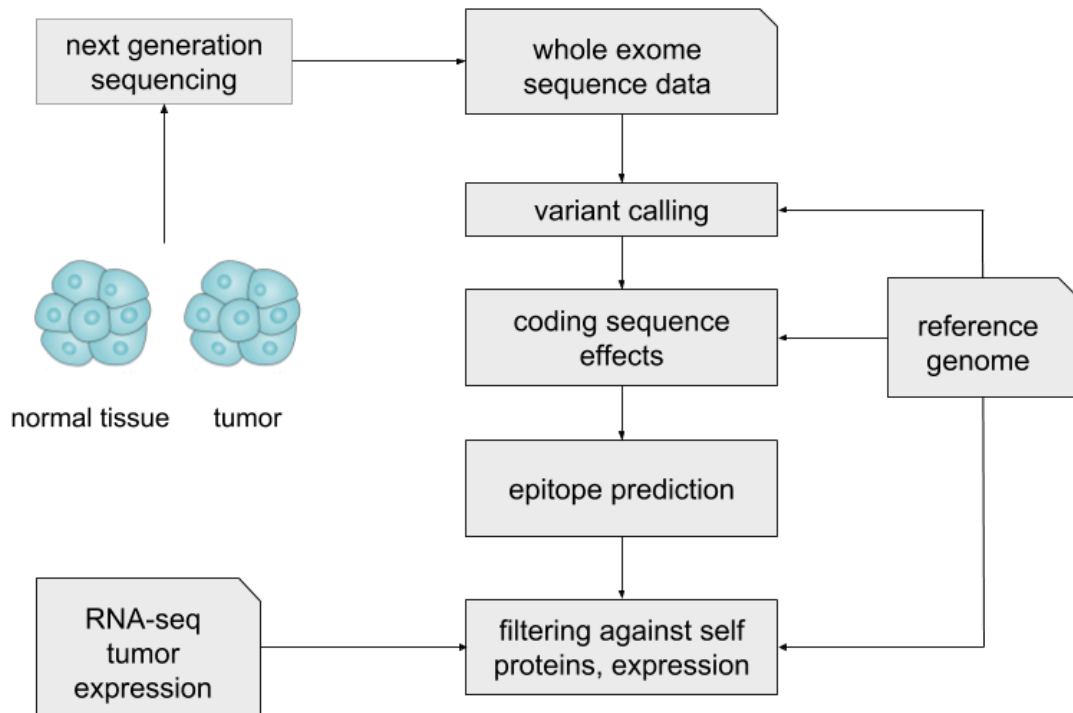 next generation
sequencing
whole exome
sequence data
variant calling
coding sequence
effects
reference
genome
normal tissue
tumor
epitope prediction
RNA-seq
tumor
expression
filtering against self
proteins, expression